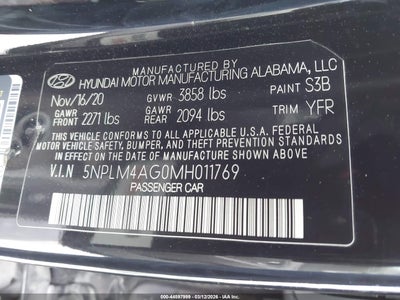 MANUFACTURED BY
HYUNDAI MOTOR MANUFACTURING ALABAMA, LLC
Nov/16/20 GVWR 3858 lbs PAINT S3B
GAWR FRONT 2271 lbs GAWR REAR 2094 lbs TRIM YFR
THIS VEHICLE CONFORMS TO ALL APPLICABLE U.S. FEDERAL
MOTOR VEHICLE SAFETY, BUMPER, AND THEFT PREVENTION STANDARDS
IN EFFECT ON THE DATE OF MANUFACTURE SHOWN ABOVE.
V.I.N 5NPLM4AG0MH011769
PASSENGER CAR
000-44597999 - 03/12/2026 - IAA Inc.